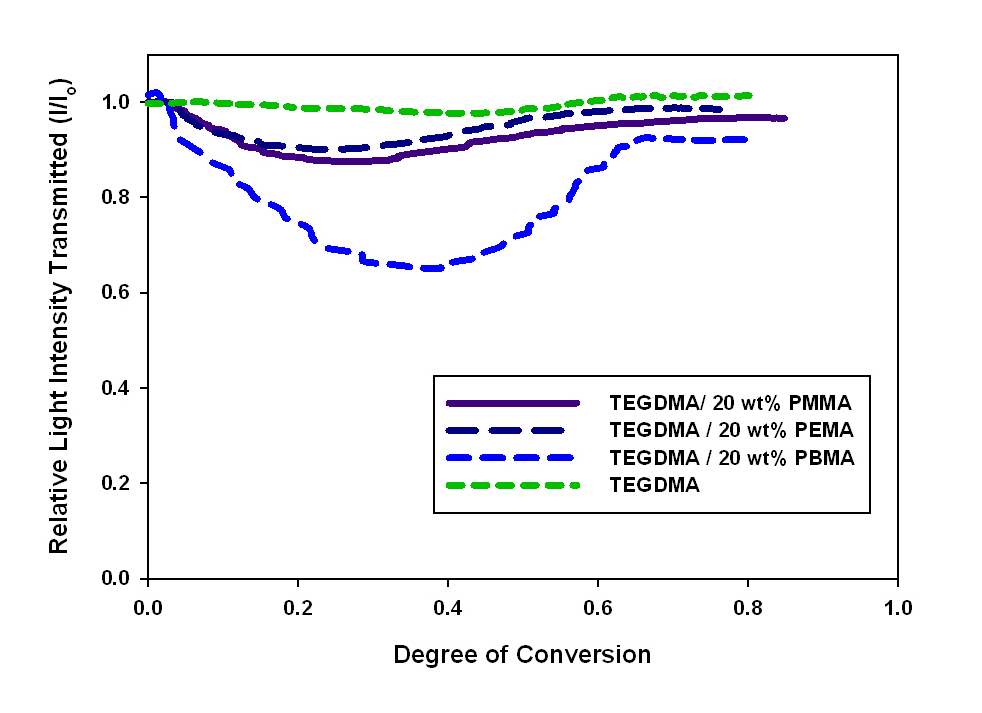 Relative Light Intensity Transmitted (I/Io)
1.0
0.8
0.6
0.4
0.2
0.0
TEGDMA/ 20 wt% PMMA
TEGDMA / 20 wt% PEMA
TEGDMA / 20 wt% PBMA
TEGDMA
0.0 0.2 0.4 0.6 0.8 1.0
Degree of Conversion